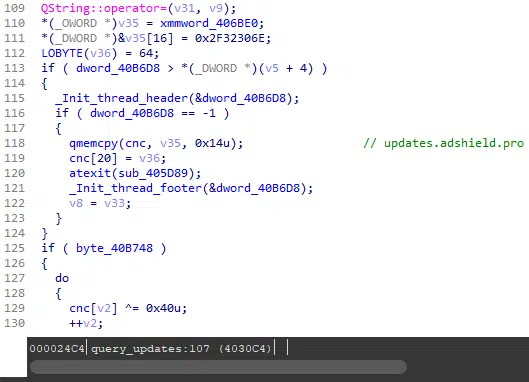 109 QString::operator=(v31, v9);
110 *(_OWORD *)v35 = xmmword_406BE0;
111 *(_DWORD *)&v35[16] = 0x2F32306E;
112 LOBYTE(v36) = 64;
113 if ( dword_40B6D8 > *(_DWORD *)(v5 + 4) )
114 {
115 _Init_thread_header(&dword_40B6D8);
116 if ( dword_40B6D8 == -1 )
117 {
118 qmemcpy(cnc, v35, 0x14u); // updates.adshield.pro
119 cnc[20] = v36;
120 atexit(sub_405D89);
121 _Init_thread_footer(&dword_40B6D8);
122 v8 = v33;
123 }
124 }
125 if ( byte_40B748 )
126 {
127 do
128 {
129 cnc[v2] ^= 0x40u;
130 ++v2;
000024C4 query_updates:107 (4030C4)